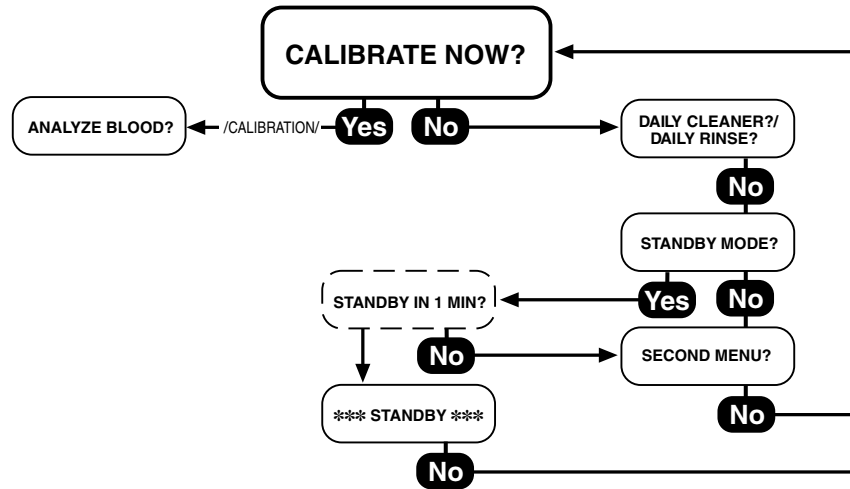 CALIBRATE NOW?
Yes
No
ANALYZE BLOOD?
/CALIBRATION/
DAILY CLEANER?/
DAILY RINSE?
No
STANDBY MODE?
Yes
No
STANDBY IN 1 MIN?
No
SECOND MENU?
No
*** STANDBY ***
No